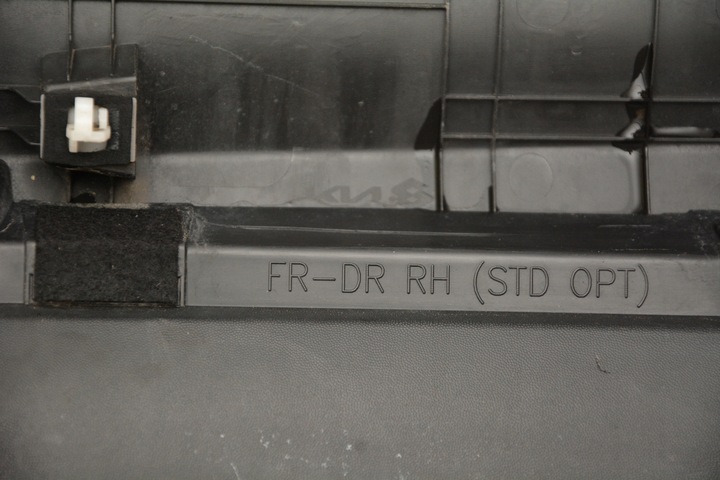 FR-DR RH (STD OPT)